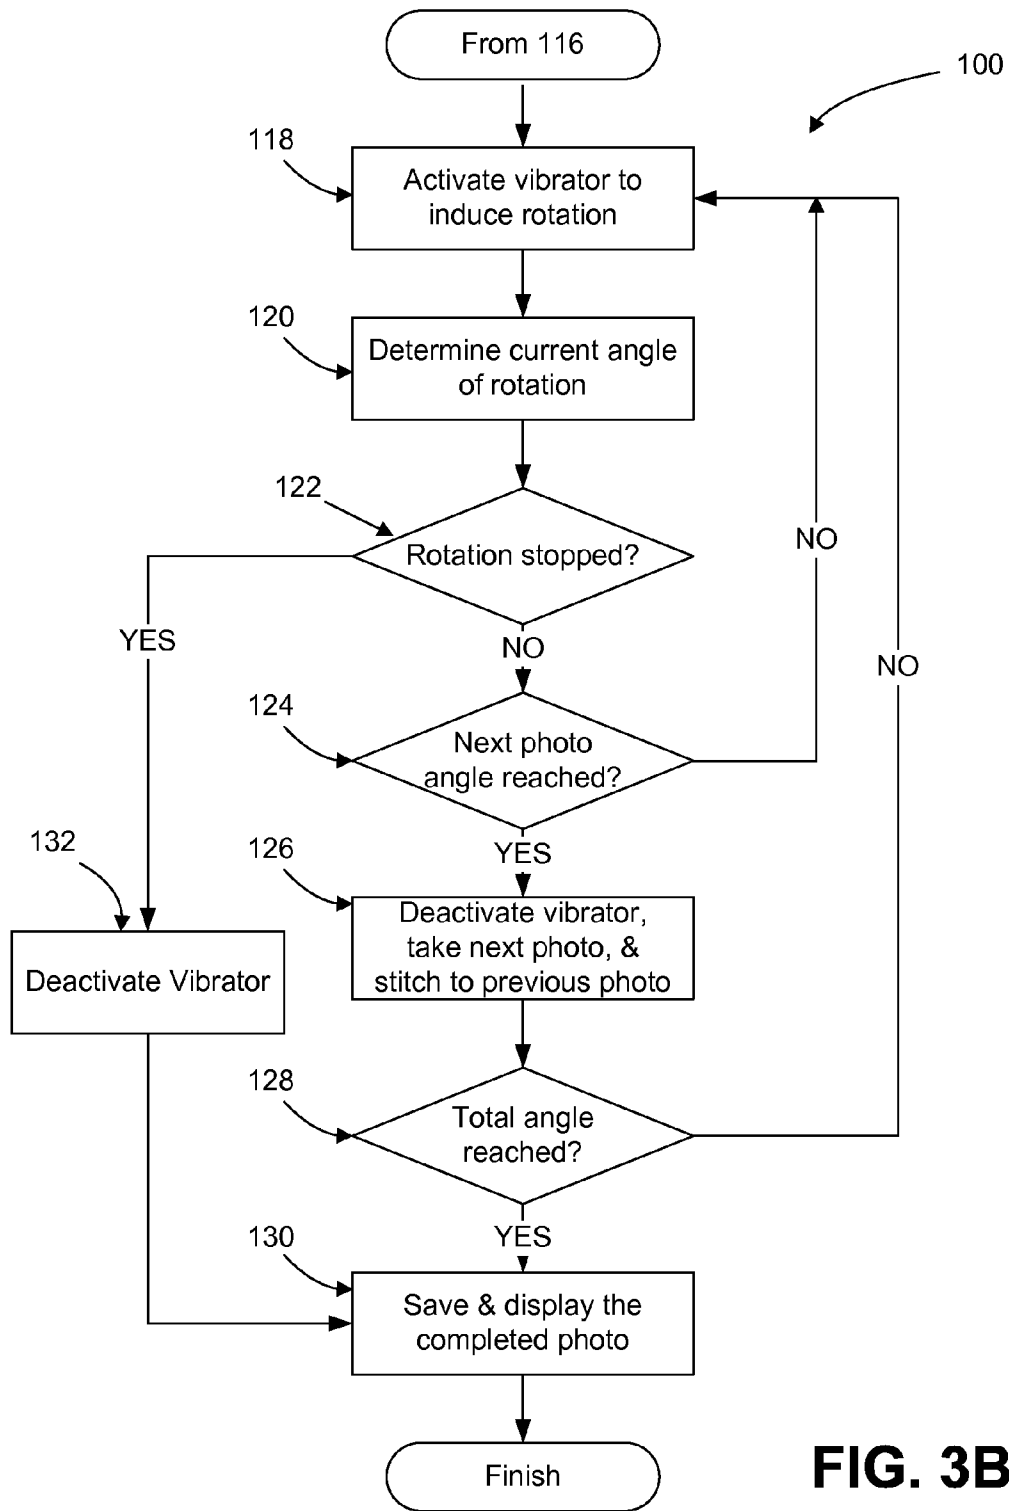 From 116
100
118
Activate vibrator to
induce rotation
120
Determine current angle
of rotation
122
Rotation stopped?
NO
YES
NO
NO
124
Next photo
angle reached?
YES
132
126
Deactivate vibrator,
take next photo, &
stitch to previous photo
Deactivate Vibrator
128
Total angle
reached?
YES
130
Save & display the
completed photo
Finish
FIG. 3B